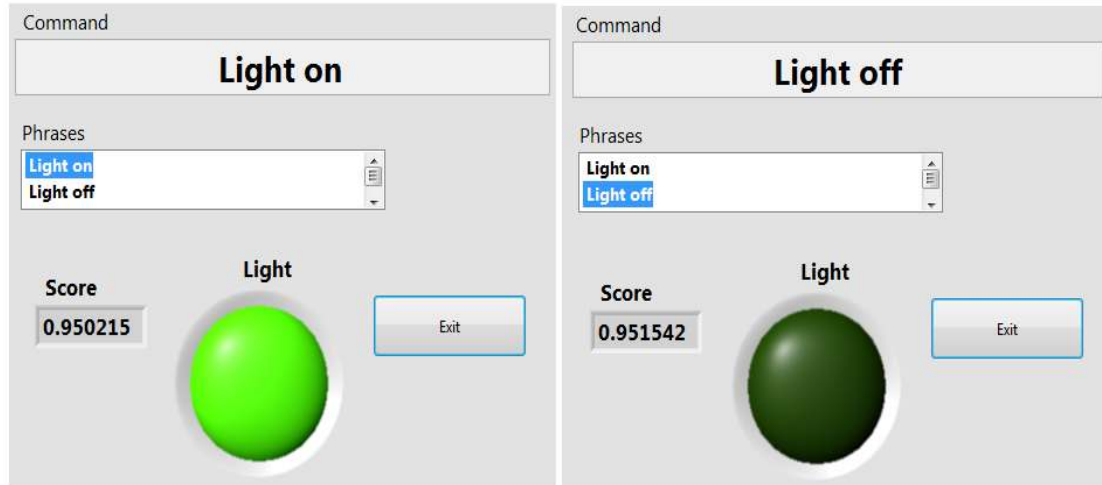 Command
Light on
Phrases
Light on
Light off
Light
Score
0.950215
Exit
Command
Light off
Phrases
Light on
Light off
Light
Score
0.951542
Exit